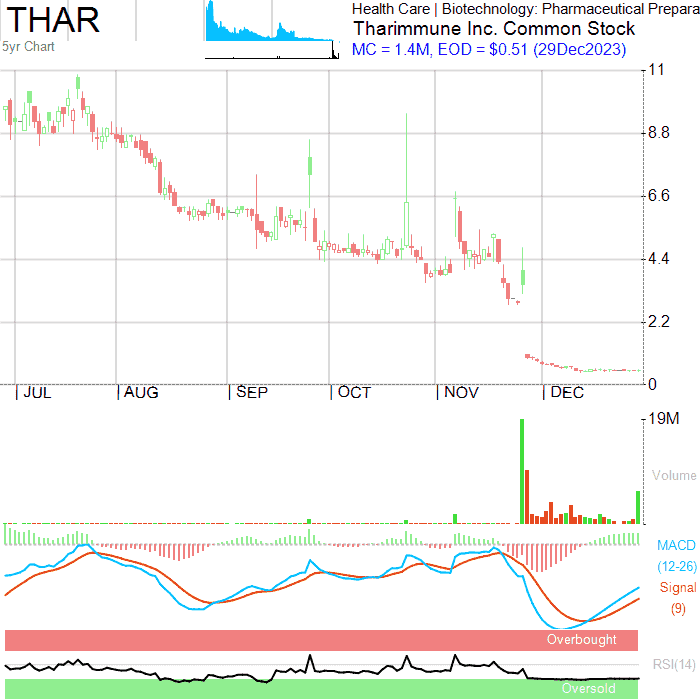 THAR
5yr Chart
Health Care | Biotechnology: Pharmaceutical Prepara
Tharimmune Inc. Common Stock
MC = 1.4M, EOD = $0.51 (29Dec2023)
11
8.8
6.6
4.4
2.2
0
JUL AUG SEP OCT NOV DEC
19M
Volume
MACD
(12-26)
Signal
(9)
Overbought
RSI(14)
Oversold